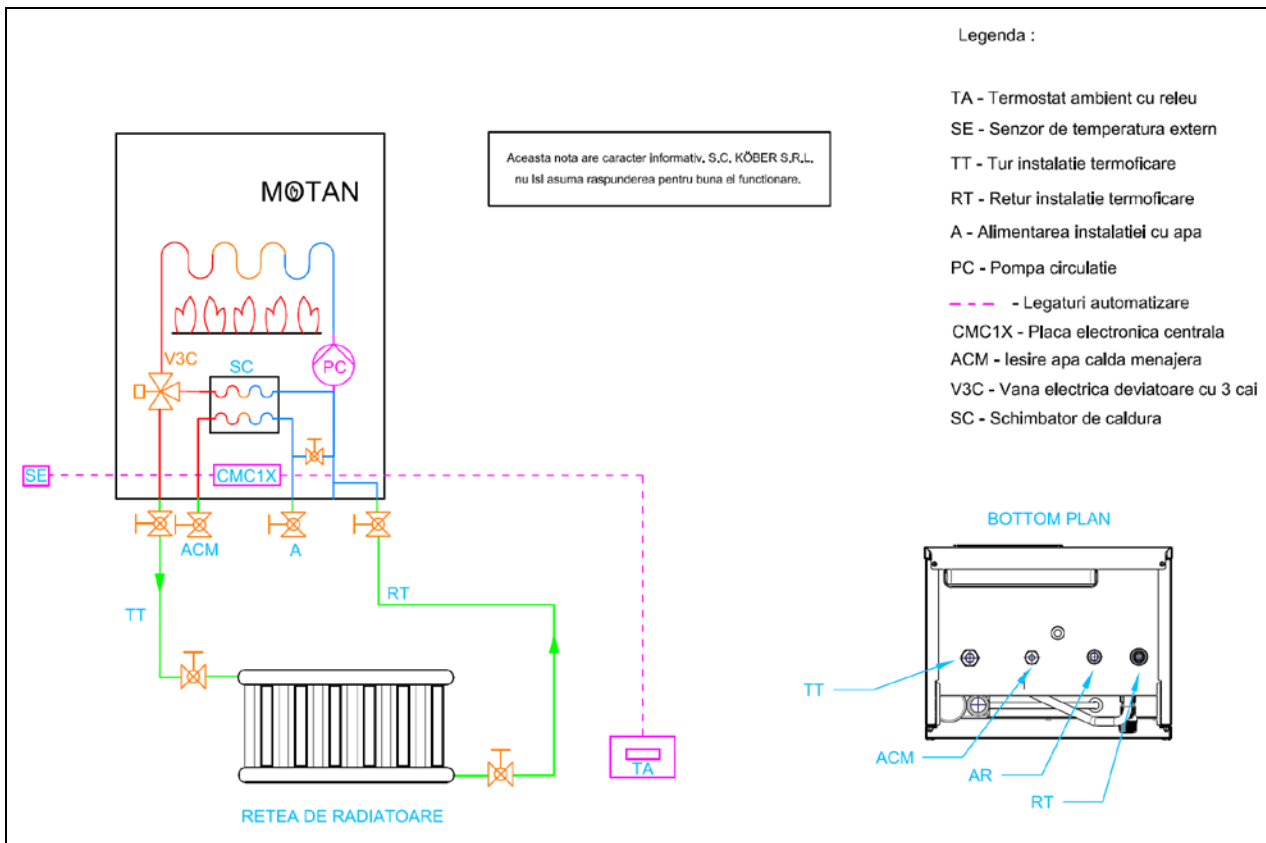 Legenda :
TA - Termostat ambient cu releu
SE - Senzor de temperatura extern
TT - Tur instalatie termoficare
RT - Retur instalatie termoficare
A - Alimentarea instalatiei cu apa
PC - Pompa circulatie
- Legaturi automatizare
CMC1X - Placa electronica centrala
ACM - Iesire apa calda menajera
V3C - Vana electrica deviatoare cu 3 cai
SC - Schimbator de caldura
Aceasta nota are caracter informativ. S.C. KÖBER S.R.L.
nu isi asuma raspunderea pentru buna ei functionare.
MOTAN
V3C
SC
PC
SE
CMC1X
ACM
A
TT
RT
TA
RETEA DE RADIATOARE
BOTTOM PLAN
TT
ACM
AR
RT